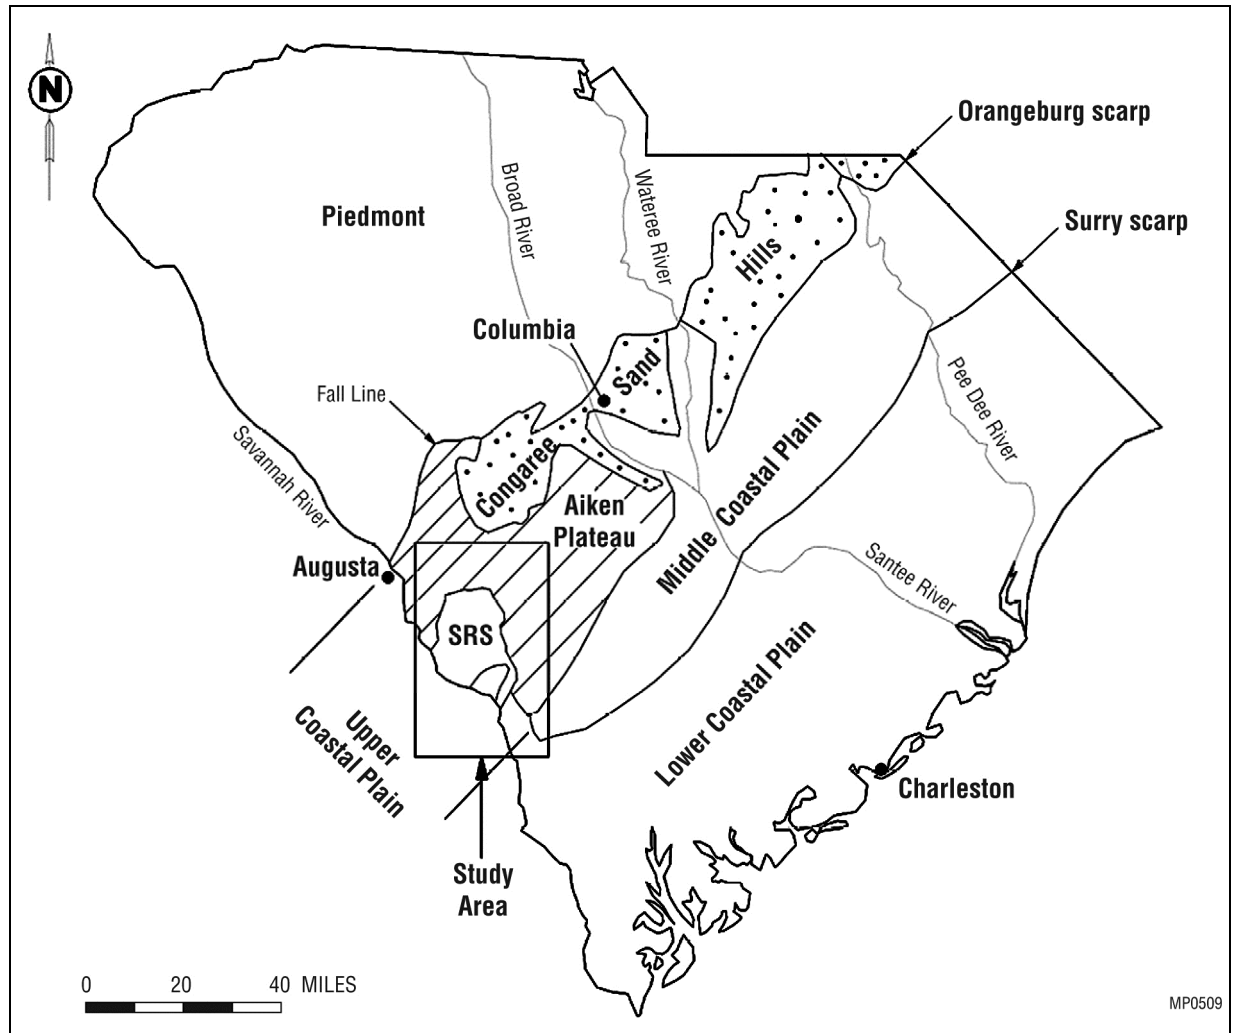 N
Orangeburg scarp
Surry scarp
Piedmont
Broad River
Wateree River
Hills
Columbia
Sand
Fall Line
Pee Dee River
Savannah River
Congaree
Aiken
Plateau
Middle Coastal Plain
Augusta
Santee River
SRS
Lower Coastal Plain
Upper
Coastal Plain
Charleston
Study
Area
0 20 40 MILES
MP0509